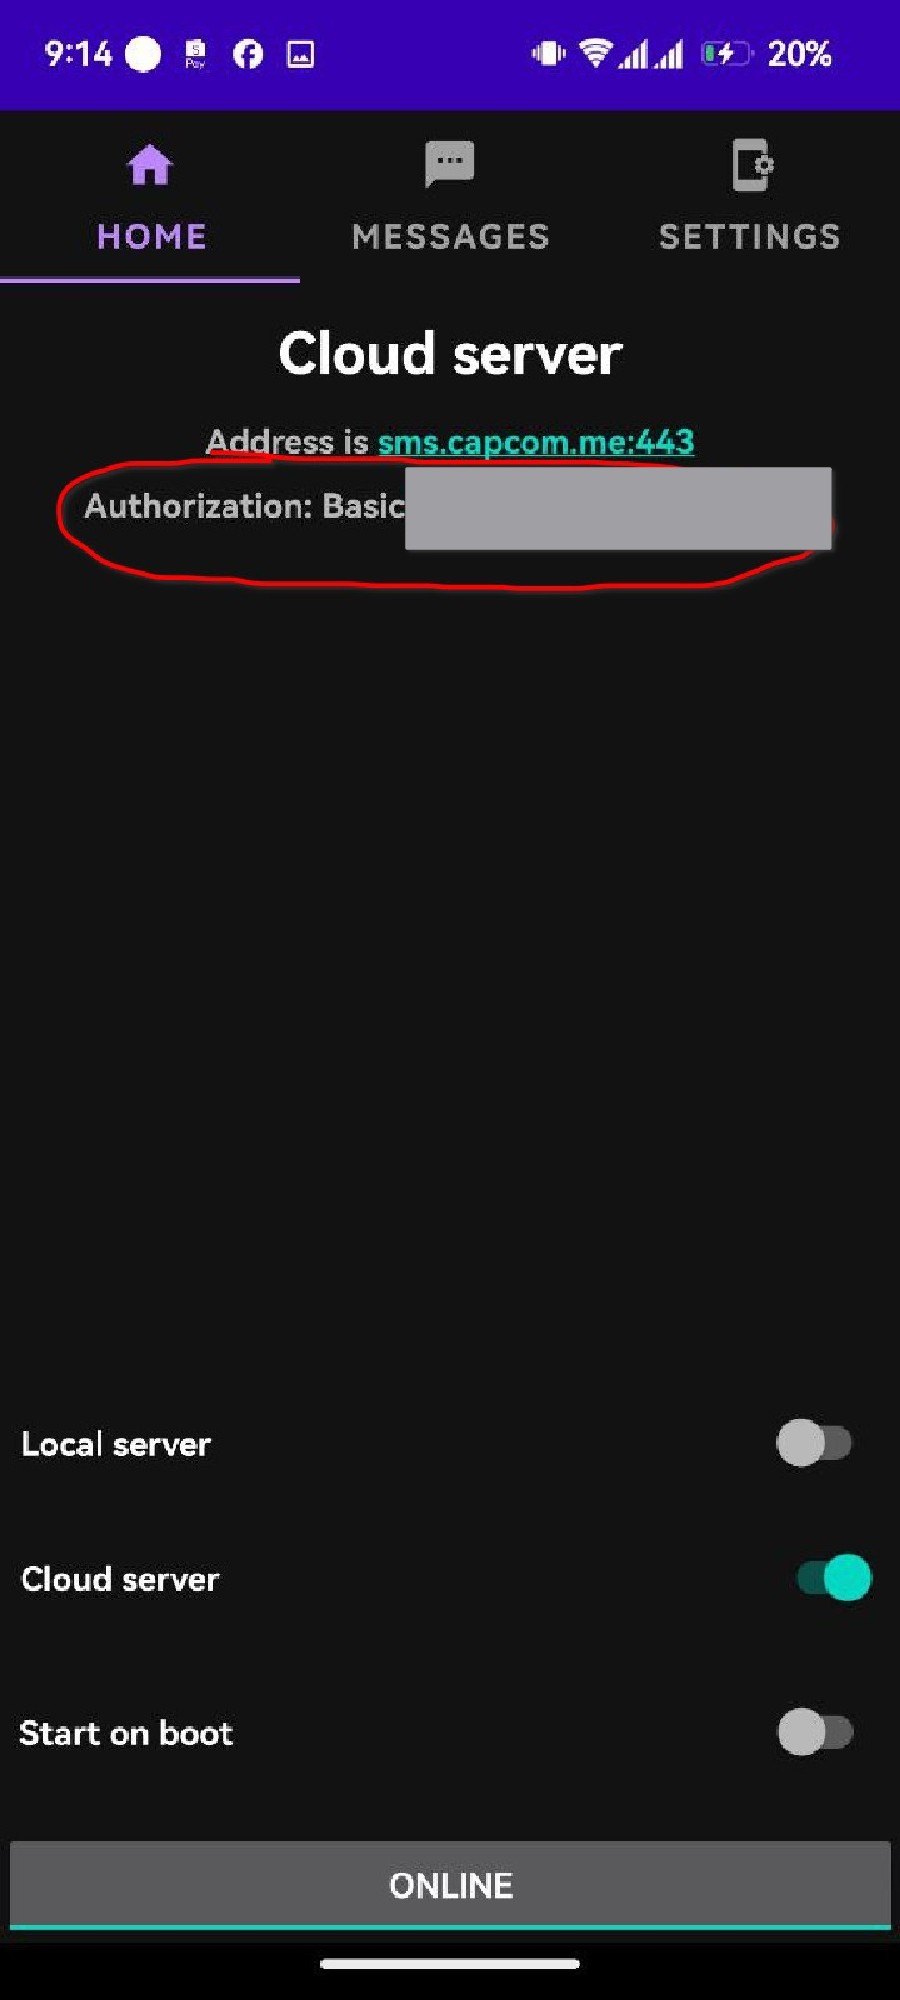 9:14 20%
S Pay
HOME MESSAGES SETTINGS
Cloud server
Address is sms.capcom.me:443
Authorization: Basic
Local server
Cloud server
Start on boot
ONLINE